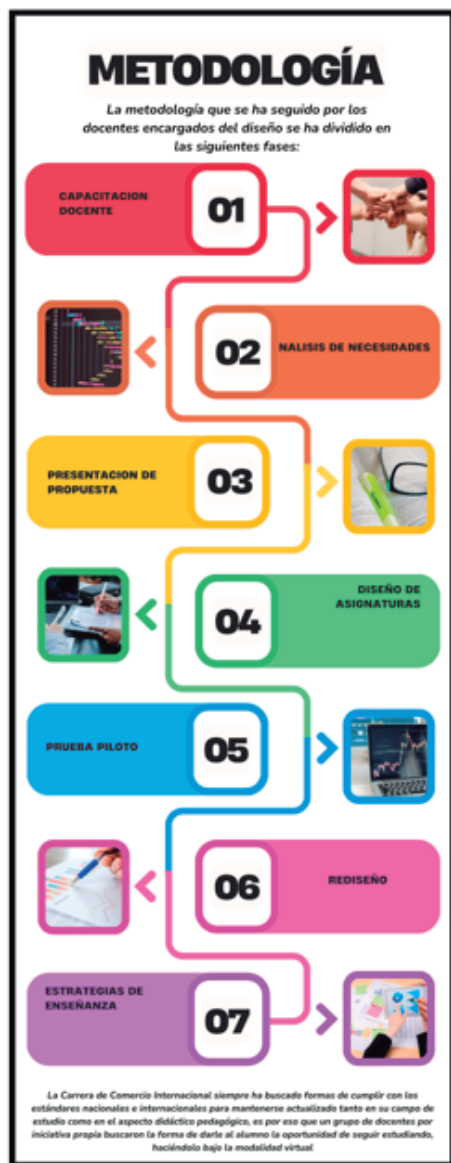 METODOLOGÍA
La metodología que se ha seguido por los
docentes encargados del diseño se ha dividido en
las siguientes fases:
CAPACITACION
DOCENTE
01
02
NALISIS DE NECESIDADES
PRESENTACION DE
PROPUESTA
03
04
DISEÑO DE
ASIGNATURAS
PRUEBA PILOTO
05
06
REDISEÑO
ESTRATEGIAS DE
ENSEÑANZA
07
La Carrera de Comercio Internacional siempre ha buscado formas de cumplir con los
estándares nacionales e internacionales para mantenerse actualizado tanto en su campo de
estudio como en el aspecto didáctico pedagógico, es por eso que un grupo de docentes por
iniciativa propia buscaron la forma de darle al alumno la oportunidad de seguir estudiando,
haciéndolo bajo la modalidad virtual